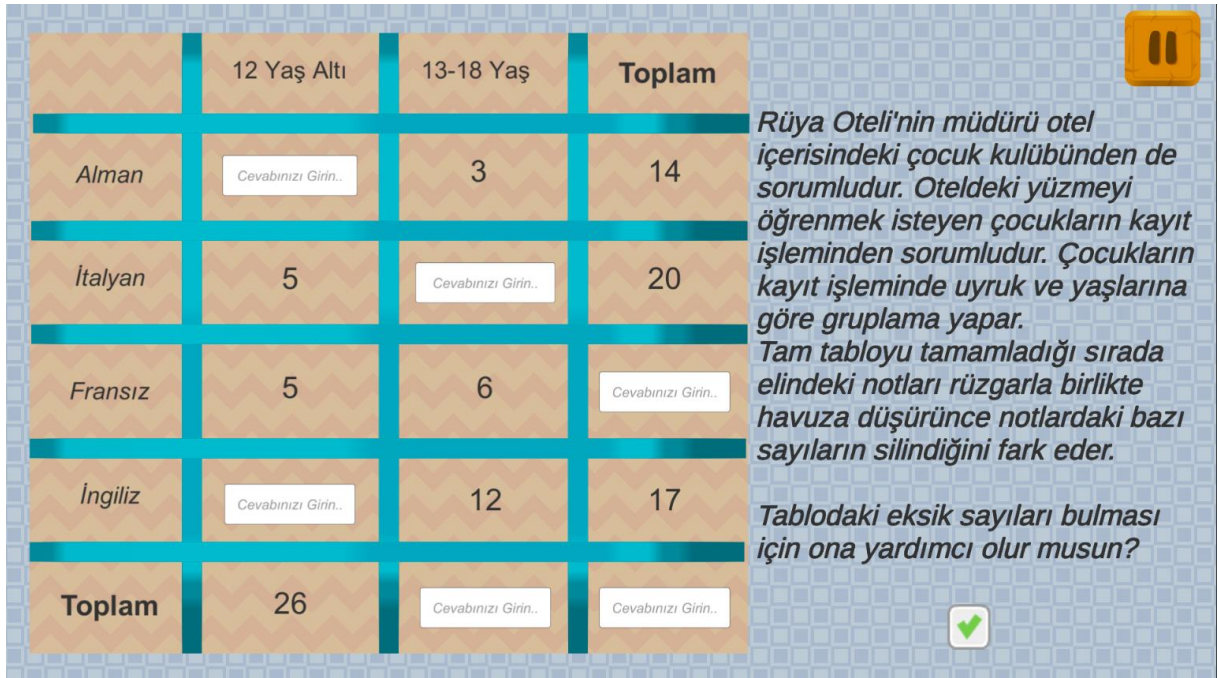 12 Yaş Altı 13-18 Yaş Toplam
Alman Cevabınızı Girin.. 3 14
İtalyan 5 Cevabınızı Girin.. 20
Fransız 5 6 Cevabınızı Girin..
İngiliz Cevabınızı Girin.. 12 17
Toplam 26 Cevabınızı Girin.. Cevabınızı Girin..
Rüya Oteli'nin müdürü otel
içerisindeki çocuk kulübünden de
sorumludur. Oteldeki yüzmeyi
öğrenmek isteyen çocukların kayıt
işleminden sorumludur. Çocukların
kayıt işleminde uyruk ve yaşlarına
göre gruplama yapar.
Tam tabloyu tamamladığı sırada
elindeki notları rüzgarla birlikte
havuza düşürünce notlardaki bazı
sayıların silindiğini fark eder.
Tablodaki eksik sayıları bulması
için ona yardımcı olur musun?